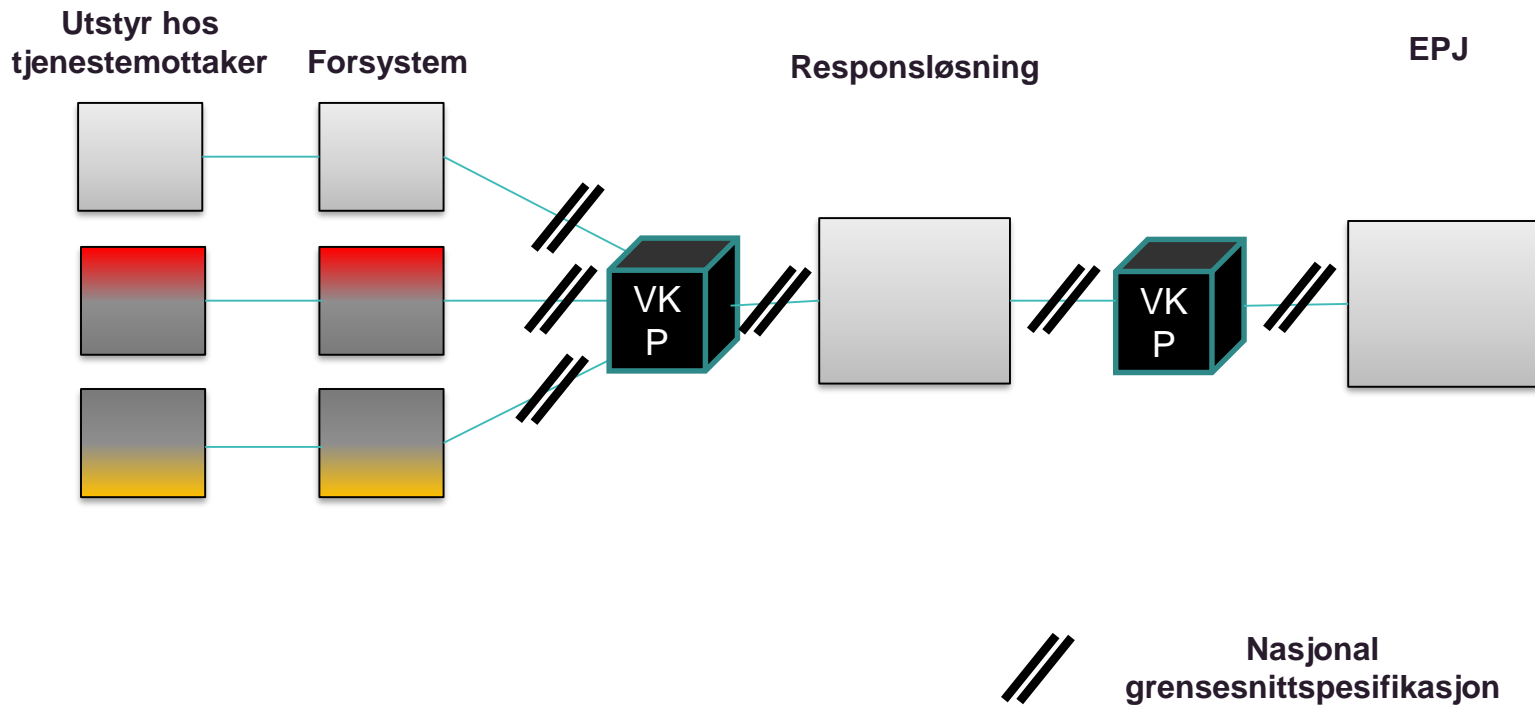 Utstyr hos
tjenestemottaker
Forsystem
Responsløsning
EPJ
VK
P
VK
P
Nasjonal
grensesnittspesifikasjon